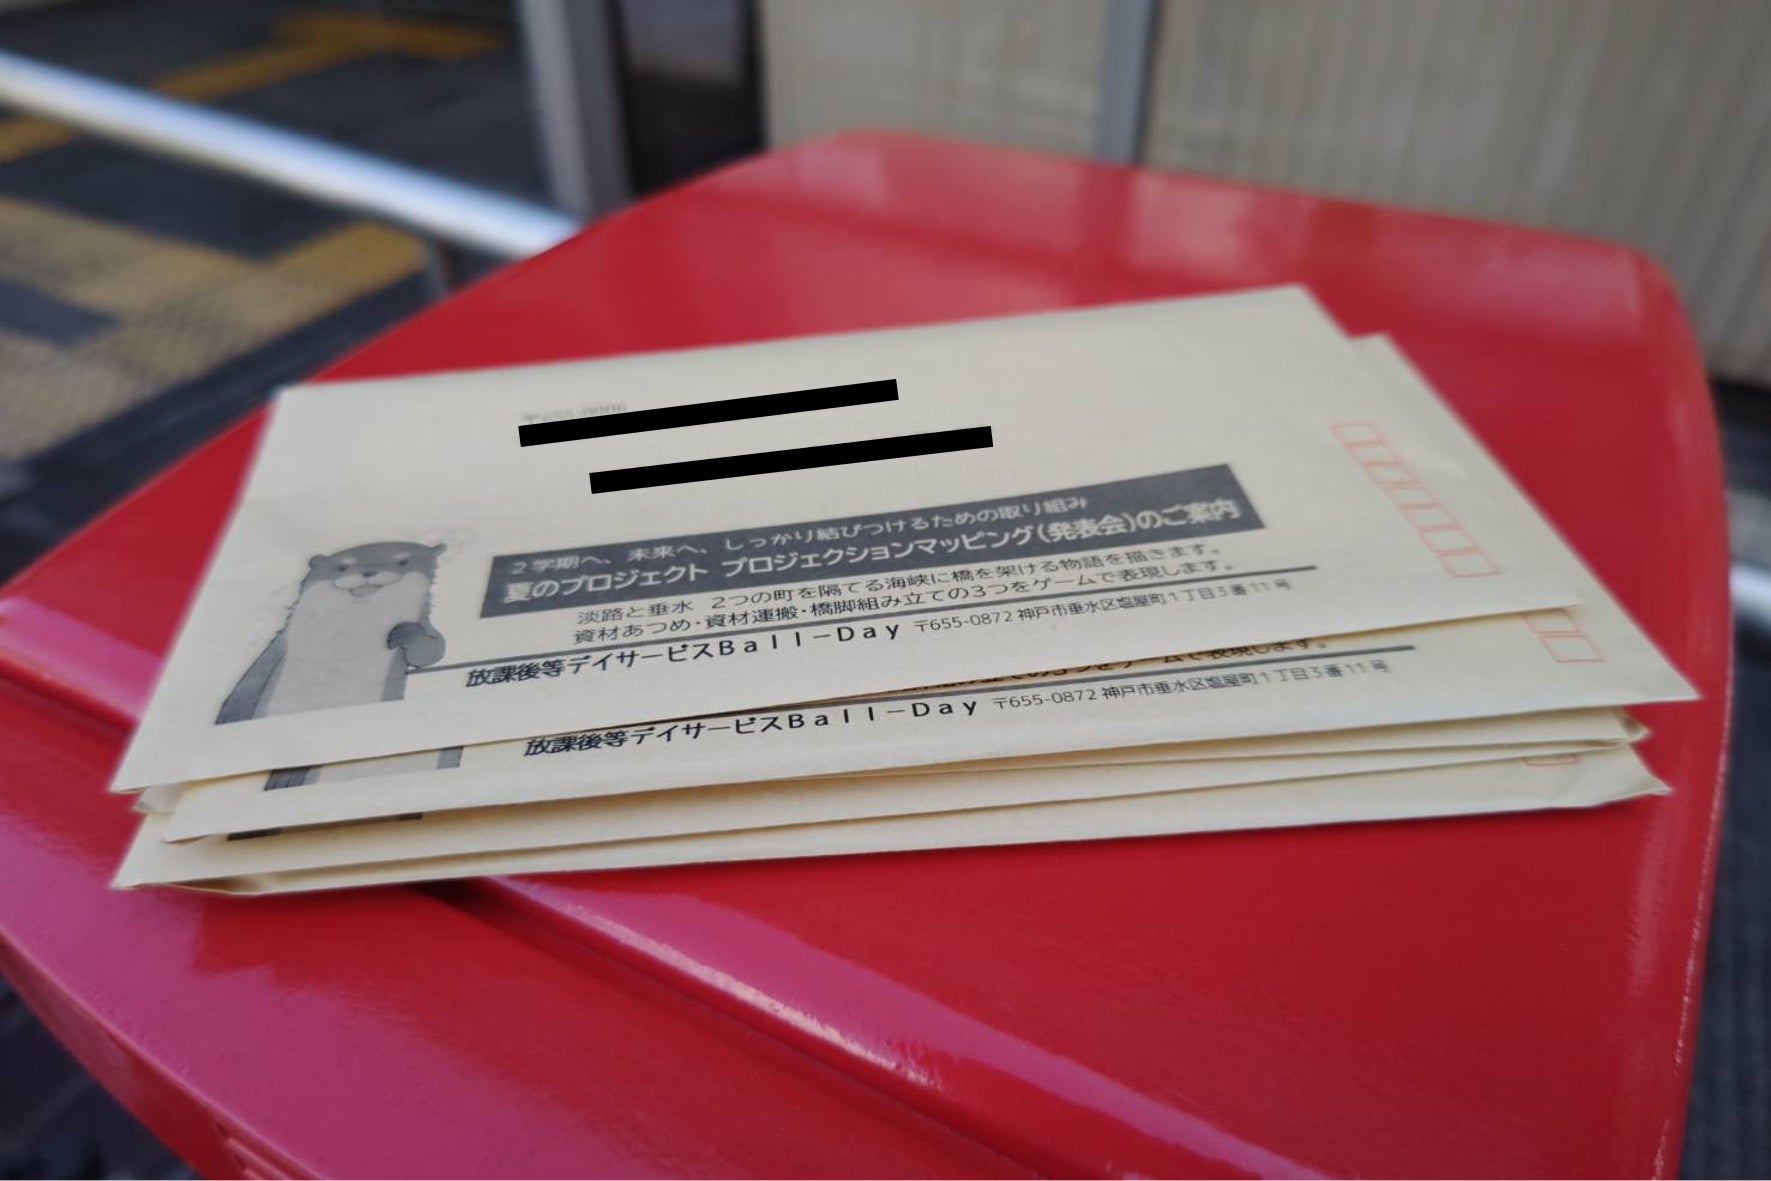 2学期へ、未来へ、しっかり結びつけるための取り組み
夏のプロジェクト プロジェクションマッピング(発表会)のご案内
淡路と垂水 2つの町を隔てる海峡に橋を架ける物語を描きます。
資材あつめ・資材運搬・橋脚組み立ての3つをゲームで表現します。
放課後等デイサービスBall-Day 〒655-0872 神戸市垂水区塩屋町1丁目3番11号
ゲームで表現します。
放課後等デイサービスBall-Day 〒655-0872 神戸市垂水区塩屋町1丁目3番11号